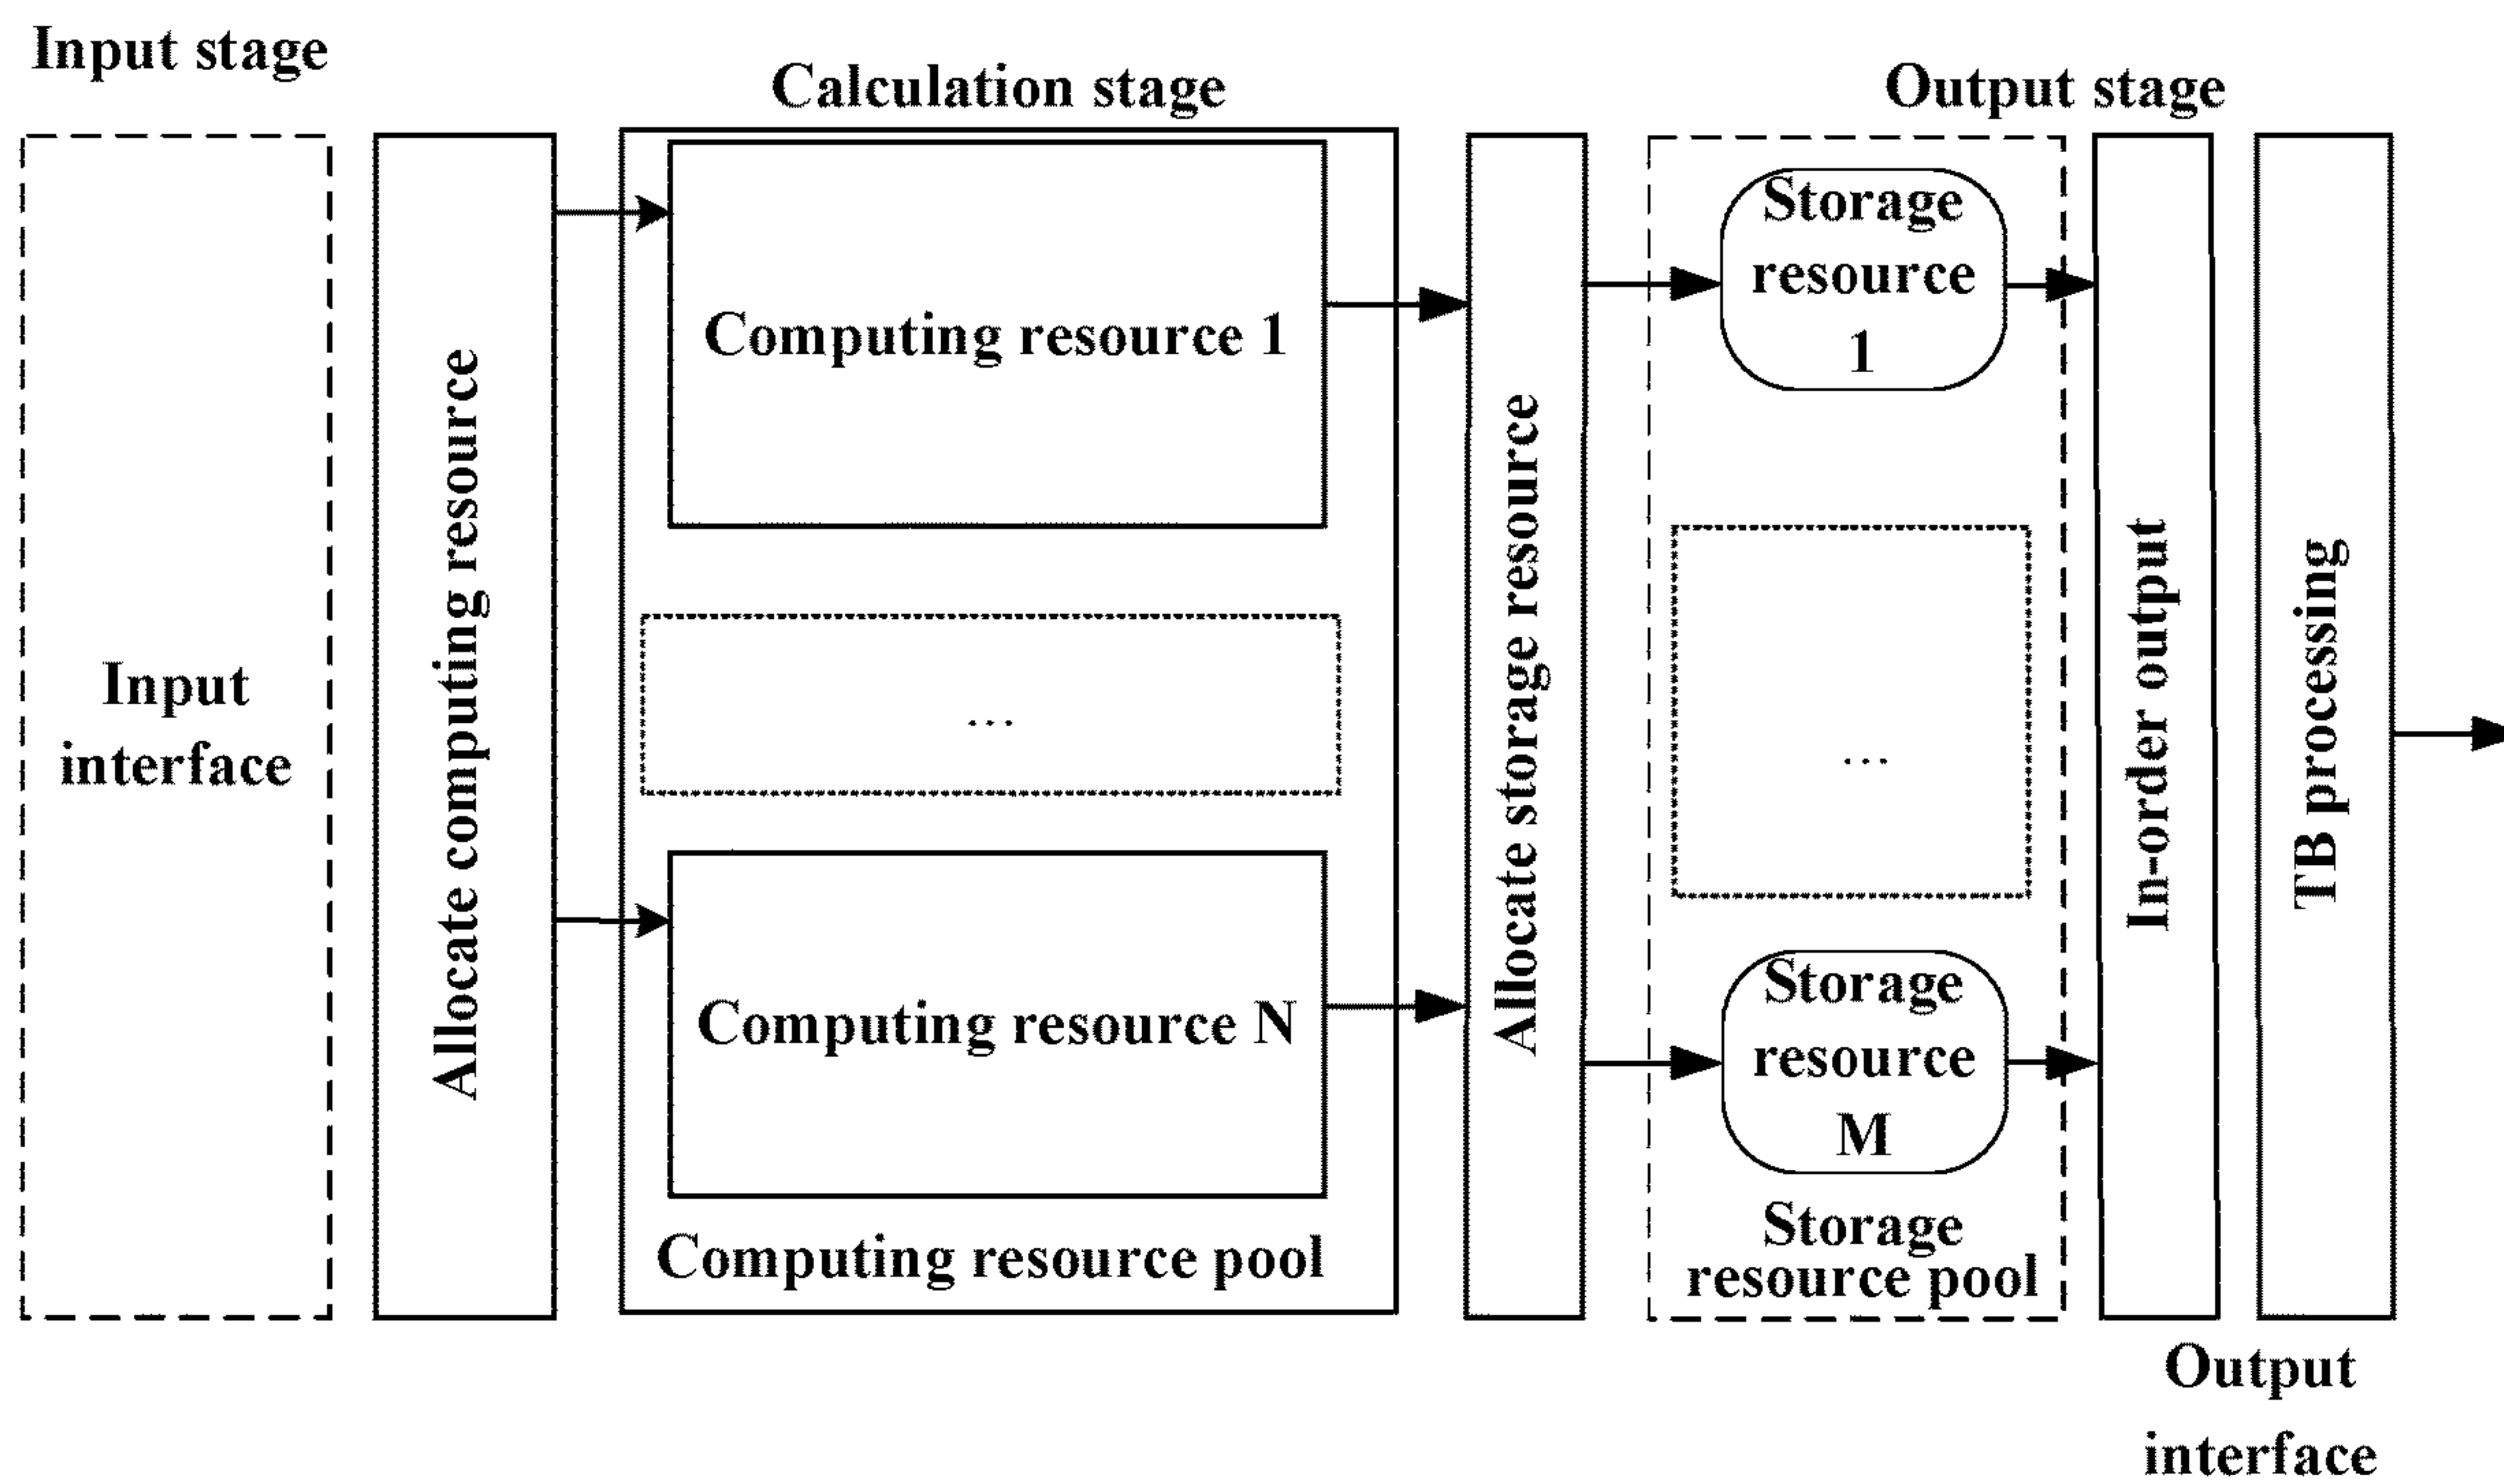 Input stage
Calculation stage
Output stage
Input
interface
Allocate computing resource
Computing resource 1
...
Computing resource N
Computing resource pool
Allocate storage resource
Storage
resource
1
...
Storage
resource
M
Storage
resource pool
In-order output
TB processing
Output
interface